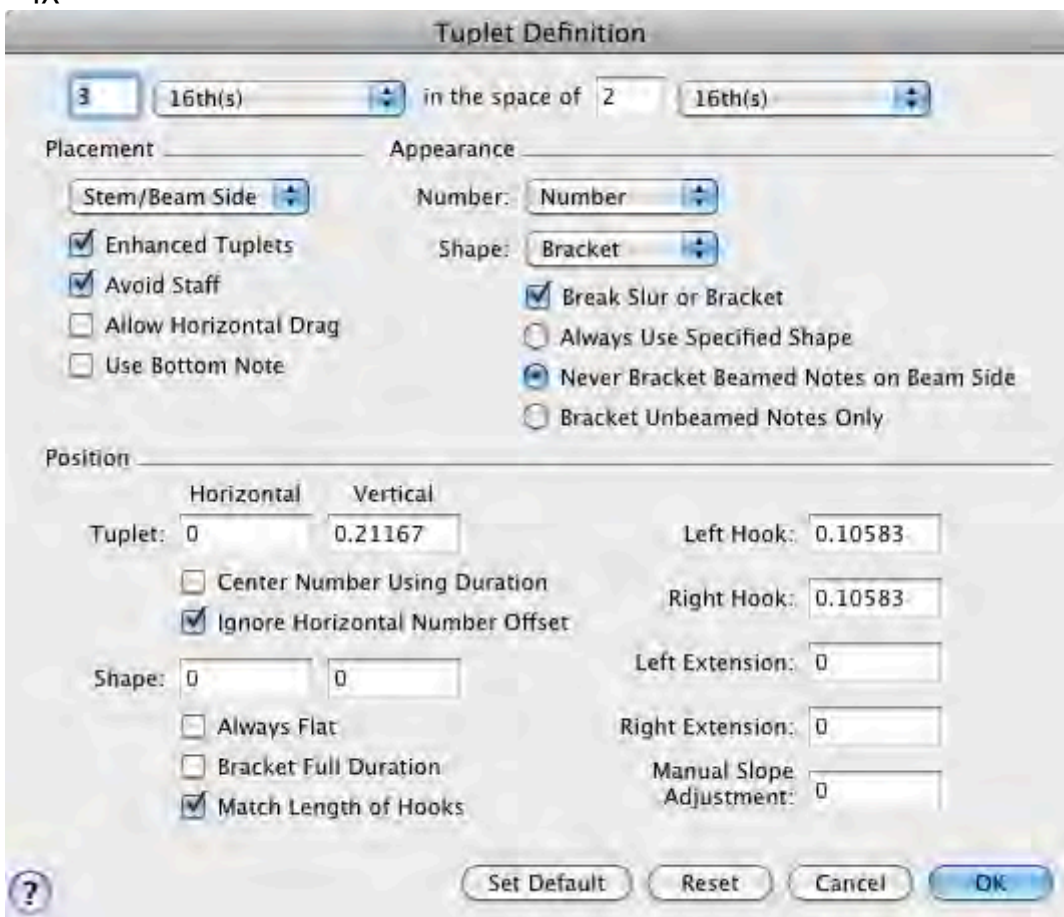 Tuplet Definition
3 16th(s) in the space of 2 16th(s)
Placement
Stem/Beam Side
Enhanced Tuplets
Avoid Staff
Allow Horizontal Drag
Use Bottom Note
Appearance
Number: Number
Shape: Bracket
Break Slur or Bracket
Always Use Specified Shape
Never Bracket Beamed Notes on Beam Side
Bracket Unbeamed Notes Only
Position
Horizontal Vertical
Tuplet: 0 0.21167
Center Number Using Duration
Ignore Horizontal Number Offset
Shape: 0 0
Always Flat
Bracket Full Duration
Match Length of Hooks
Left Hook: 0.10583
Right Hook: 0.10583
Left Extension: 0
Right Extension: 0
Manual Slope
Adjustment: 0
? Set Default Reset Cancel OK